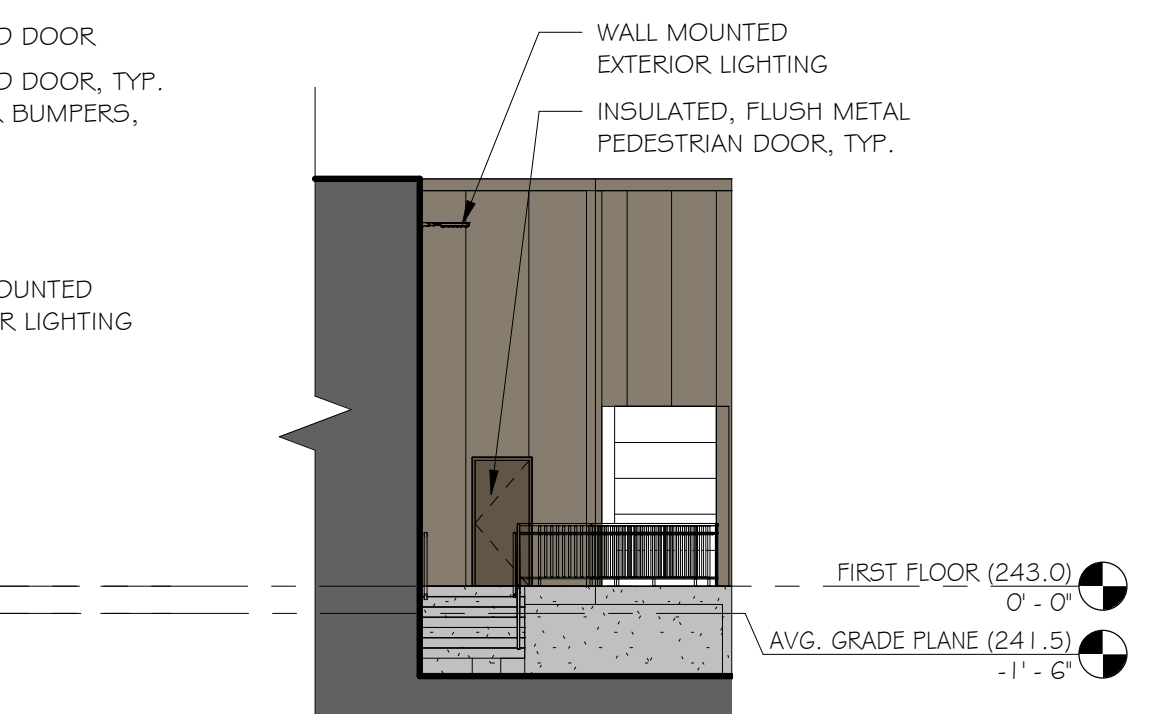 D DOOR
D DOOR, TYP.
R BUMPERS,
OUNTED
R LIGHTING
WALL MOUNTED
EXTERIOR LIGHTING
INSULATED, FLUSH METAL
PEDESTRIAN DOOR, TYP.
FIRST FLOOR (243.0)
0' - 0"
AVG. GRADE PLANE (241.5)
-1' - 6"